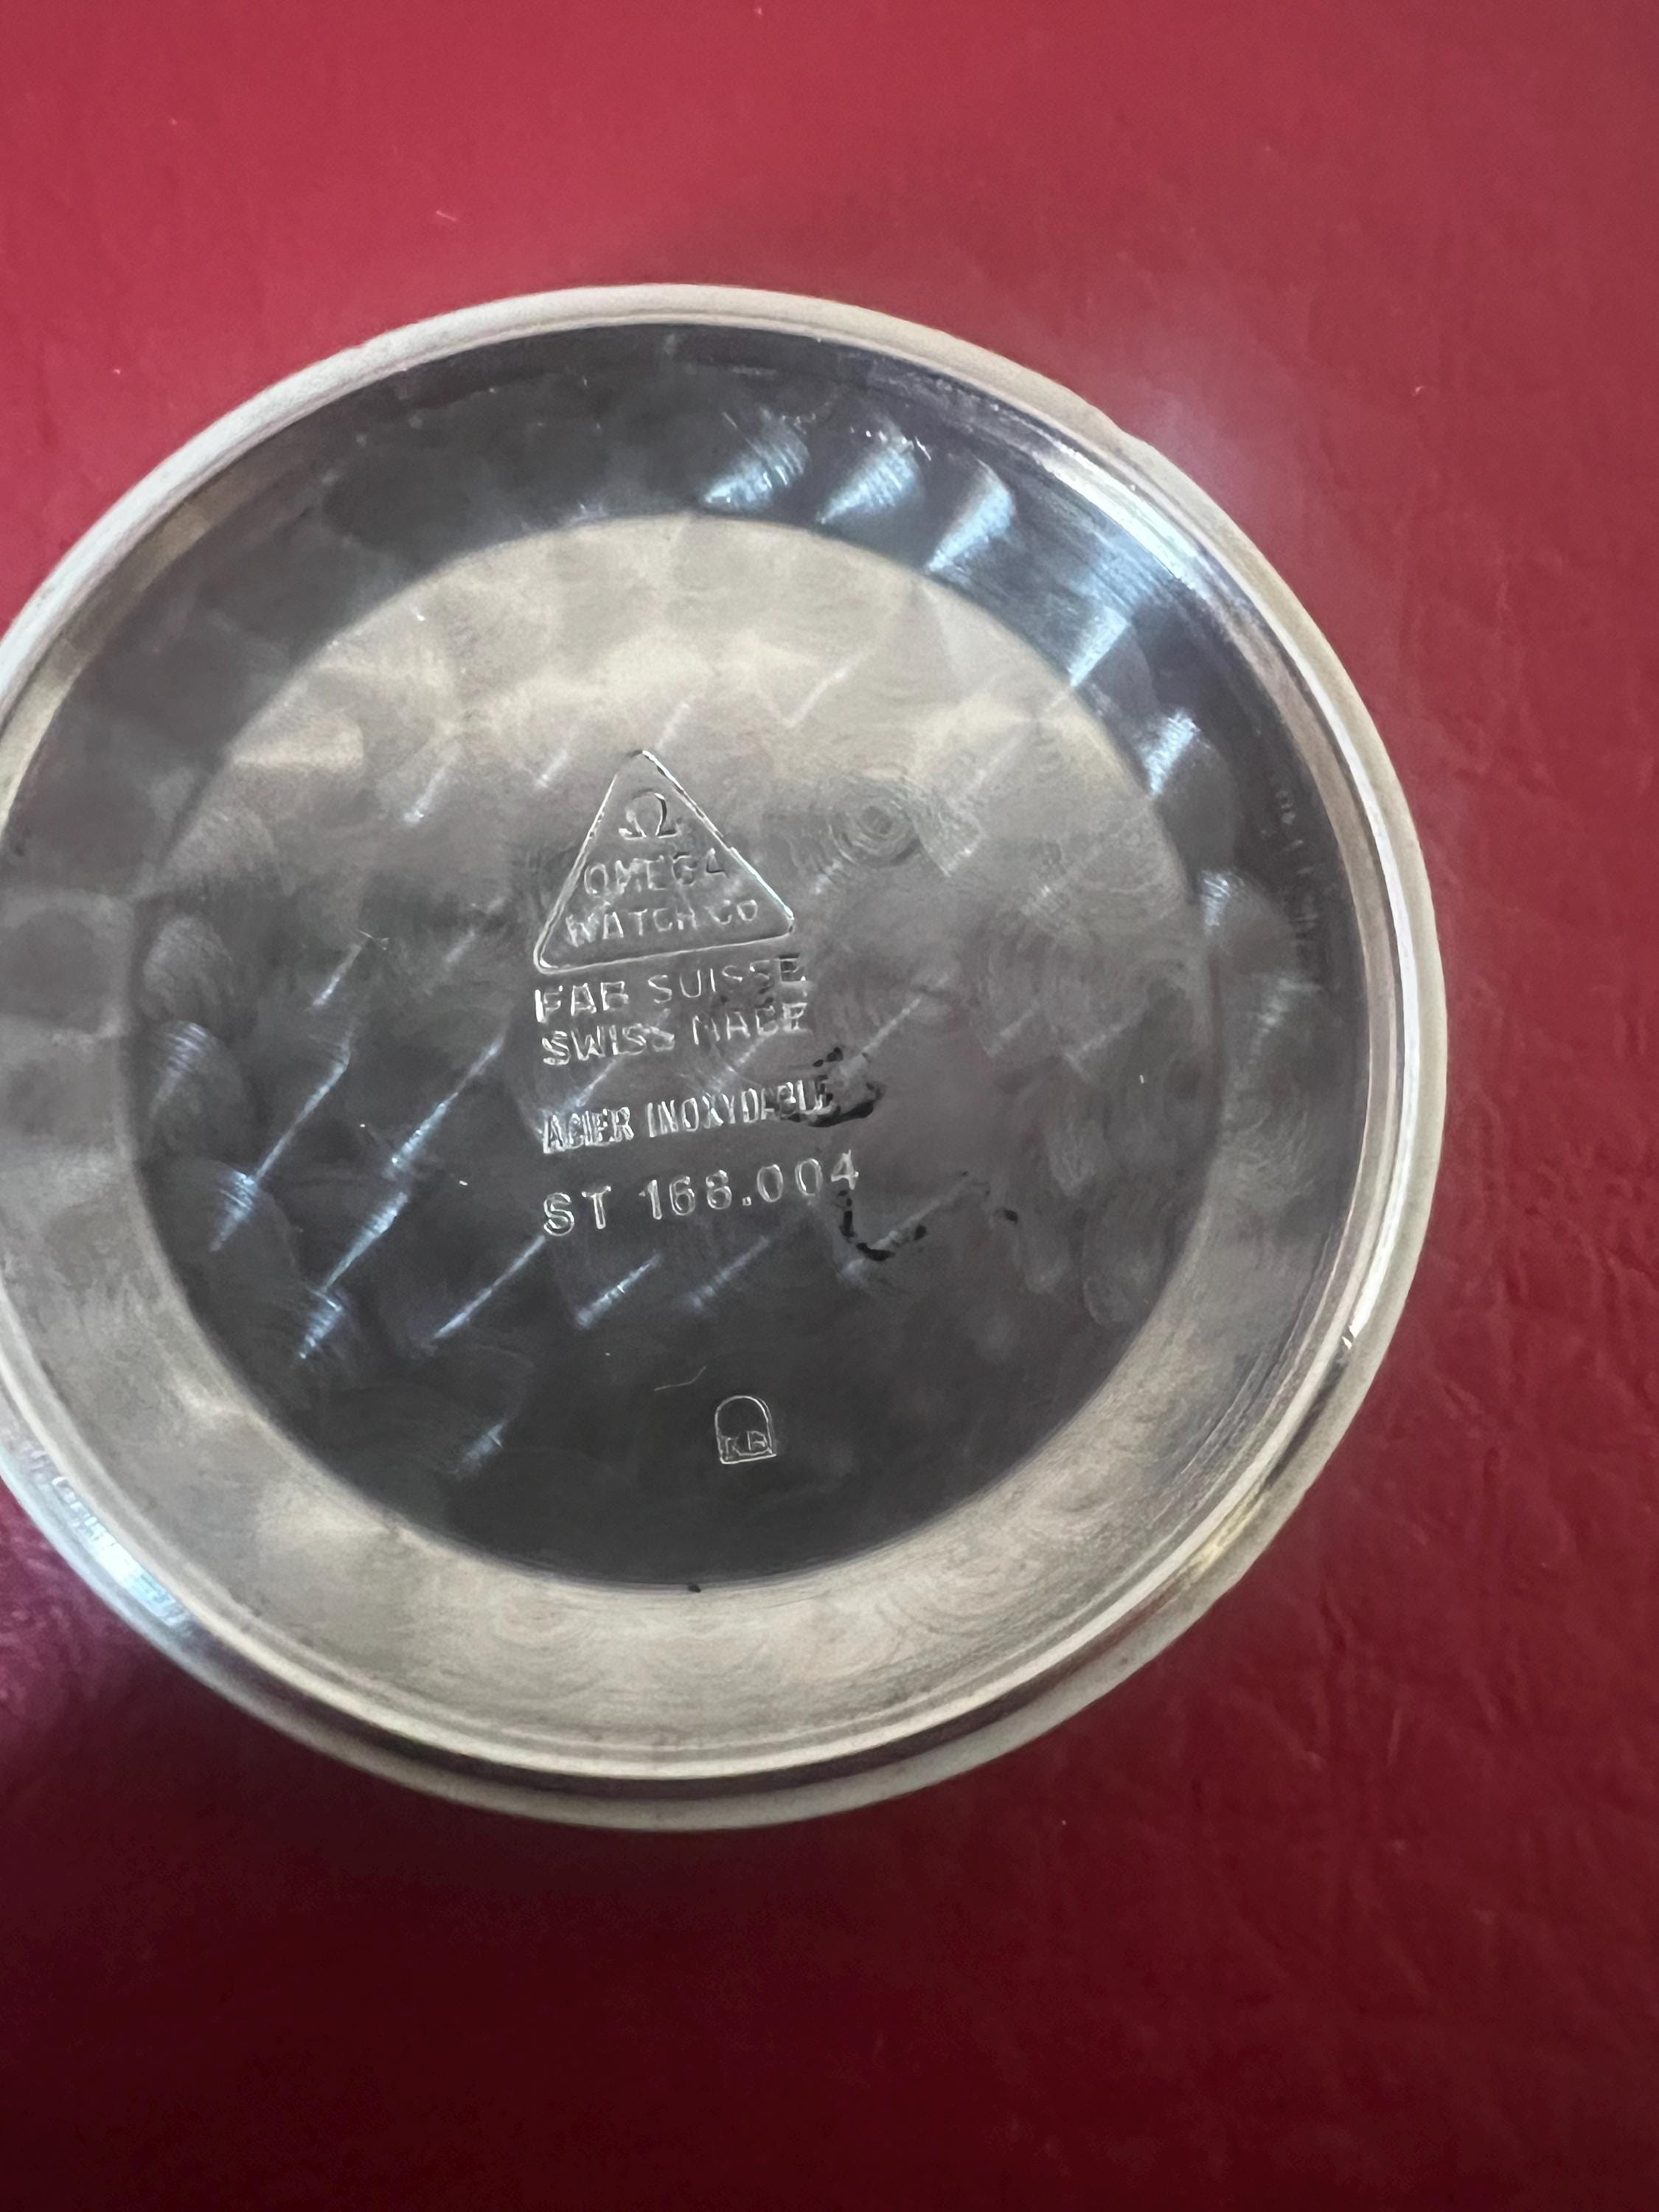 Ω
OMEGA
WATCH CO
FAB SUISSE
SWISS MADE
ACIER INOXYDABLE
ST 168.004